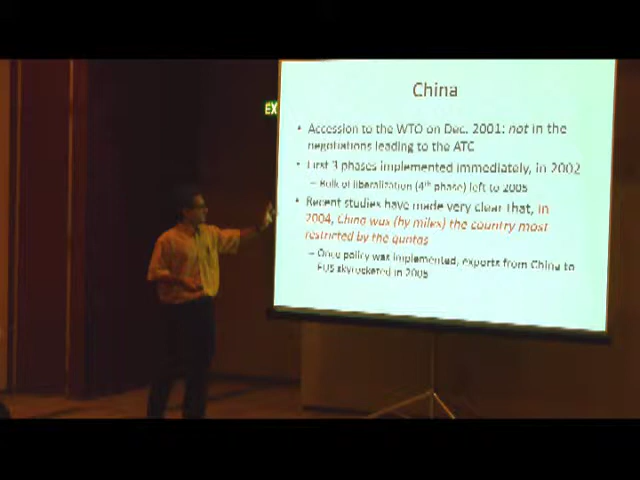 EX
China
• Accession to the WTO on Dec. 2001: not in the
negotiations leading to the ATC
• First 3 phases implemented immediately, in 2002
– Bulk of liberalization (4th phase) left to 2005
• Recent studies have made very clear that, in
2004, China was (by miles) the country most
restricted by the quotas
– Once policy was implemented, exports from China to
EUS skyrocketed in 2005